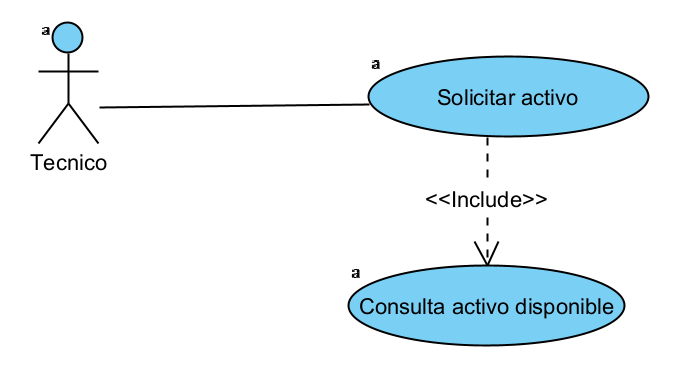 a
a
Solicitar activo
Tecnico
<<Include>>
a
Consulta activo disponible